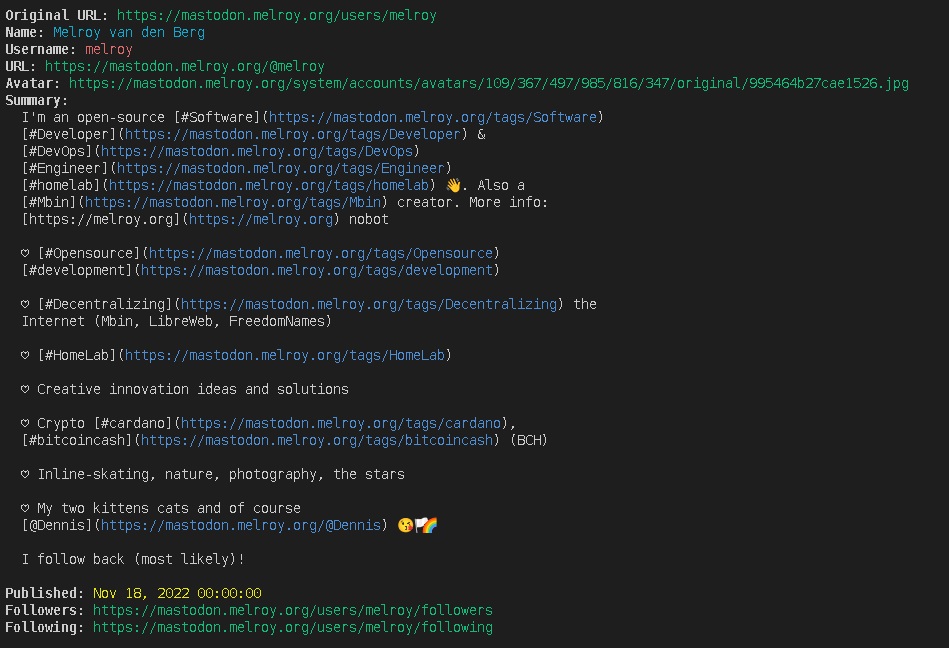 Original URL: https://mastodon.melroy.org/users/melroy
Name: Melroy van den Berg
Username: melroy
URL: https://mastodon.melroy.org/@melroy
Avatar: https://mastodon.melroy.org/system/accounts/avatars/109/367/497/985/816/347/original/995464b27cae1526.jpg
Summary:
I'm an open-source [#Software](https://mastodon.melroy.org/tags/Software)
[#Developer](https://mastodon.melroy.org/tags/Developer) &
[#DevOps](https://mastodon.melroy.org/tags/DevOps)
[#Engineer](https://mastodon.melroy.org/tags/Engineer)
[#homelab](https://mastodon.melroy.org/tags/homelab) 👋. Also a
[#Mbin](https://mastodon.melroy.org/tags/Mbin) creator. More info:
[https://melroy.org](https://melroy.org) nobot
♡ [#Opensource](https://mastodon.melroy.org/tags/Opensource)
[#development](https://mastodon.melroy.org/tags/development)
♡ [#Decentralizing](https://mastodon.melroy.org/tags/Decentralizing) the
Internet (Mbin, LibreWeb, FreedomNames)
♡ [#HomeLab](https://mastodon.melroy.org/tags/HomeLab)
♡ Creative innovation ideas and solutions
♡ Crypto [#cardano](https://mastodon.melroy.org/tags/cardano),
[#bitcoincash](https://mastodon.melroy.org/tags/bitcoincash) (BCH)
♡ Inline-skating, nature, photography, the stars
♡ My two kittens cats and of course
[@Dennis](https://mastodon.melroy.org/@Dennis) 😘🏳️‍🌈
I follow back (most likely)!
Published: Nov 18, 2022 00:00:00
Followers: https://mastodon.melroy.org/users/melroy/followers
Following: https://mastodon.melroy.org/users/melroy/following